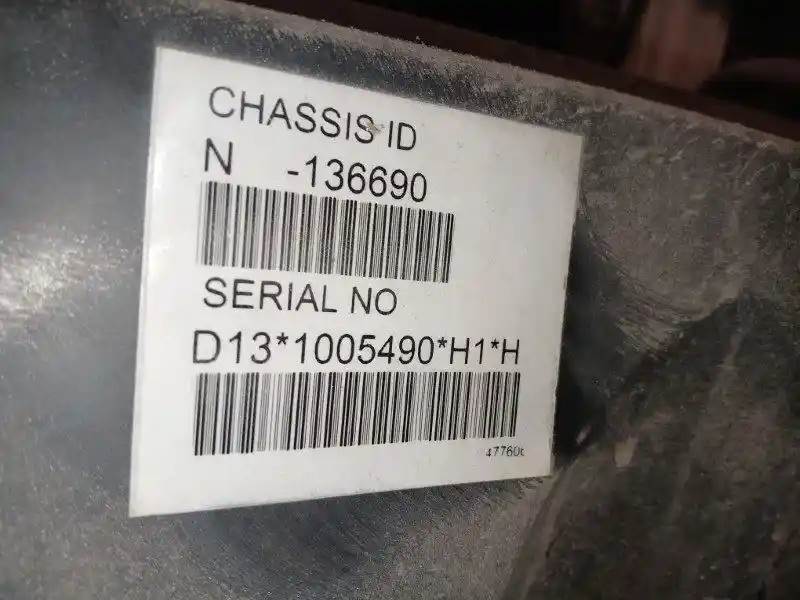 CHASSIS ID
N -136690
SERIAL NO
D13*1005490*H1*H